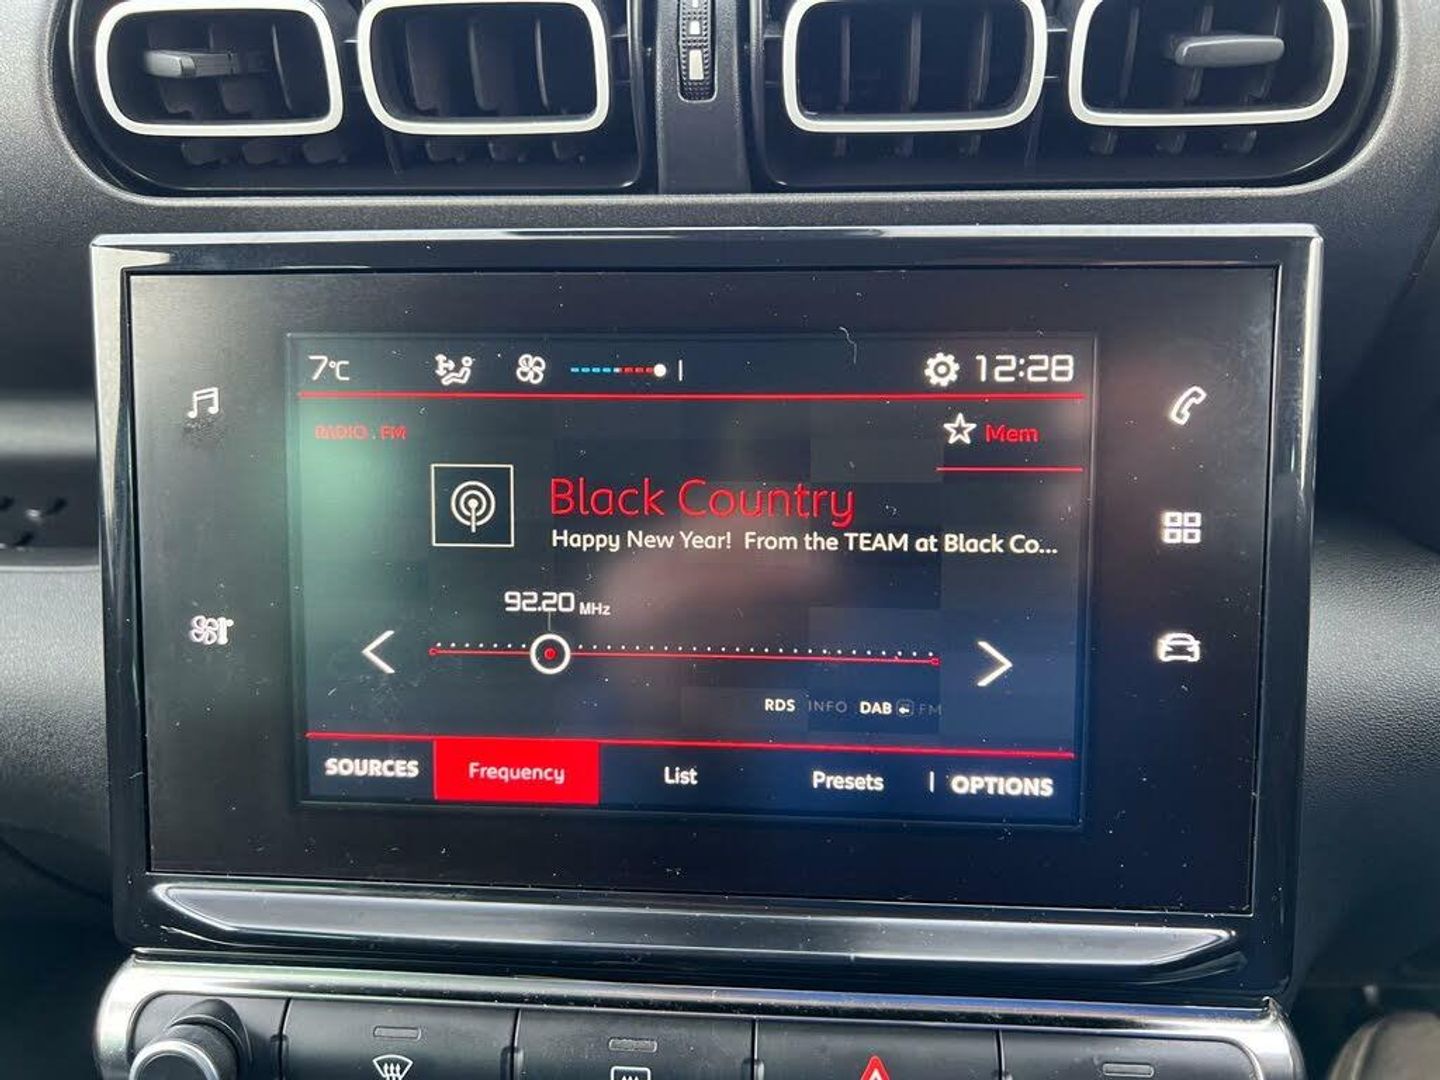 7°C 12:28
RADIO . FM
Mem
Black Country
Happy New Year! From the TEAM at Black Co...
92.20 MHz
RDS INFO DAB FM
SOURCES Frequency List Presets OPTIONS